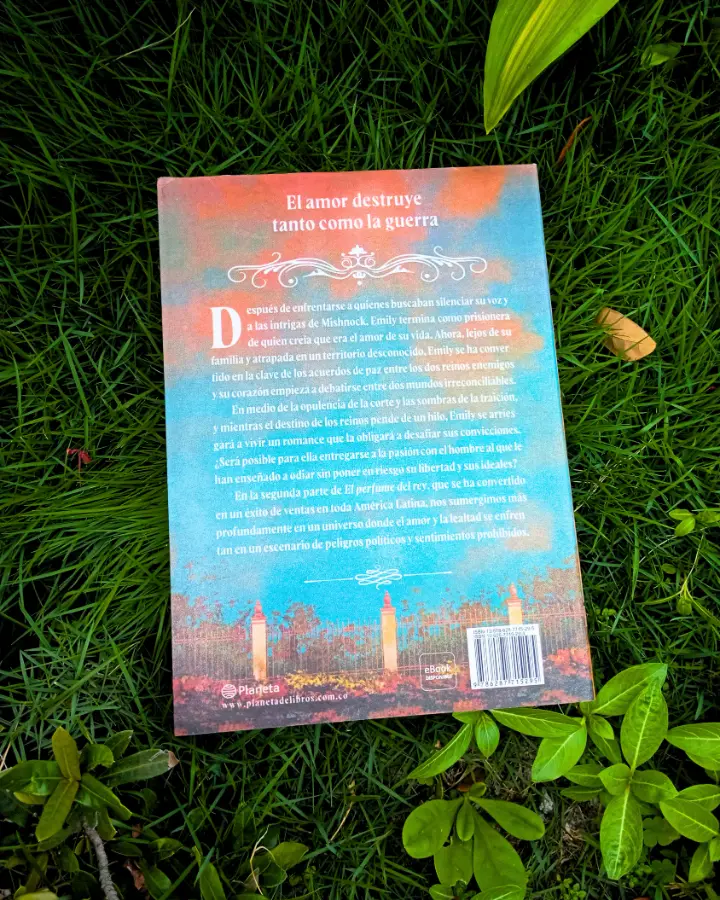 El amor destruye
tanto como la guerra
Después de enfrentarse a quienes buscaban silenciar su voz y
a las intrigas de Mishnock, Emily termina como prisionera
de quien creía que era el amor de su vida. Ahora, lejos de su
familia y atrapada en un territorio desconocido, Emily se ha conver
tido en la clave de los acuerdos de paz entre los dos reinos enemigos
y su corazón empieza a debatirse entre dos mundos irreconciliables.
En medio de la opulencia de la corte y las sombras de la traición,
y mientras el destino de los reinos pende de un hilo, Emily se arries
gará a vivir un romance que la obligará a desafiar sus convicciones.
¿Será posible para ella entregarse a la pasión con el hombre al que le
han enseñado a odiar sin poner en riesgo su libertad y sus ideales?
En la segunda parte de El perfume del rey, que se ha convertido
en un éxito de ventas en toda América Latina, nos sumergimos más
profundamente en un universo donde el amor y la lealtad se enfren
tan en un escenario de peligros políticos y sentimientos prohibidos.
Planeta
www.planetadelibros.com.co
eBook
DISPONIBLE